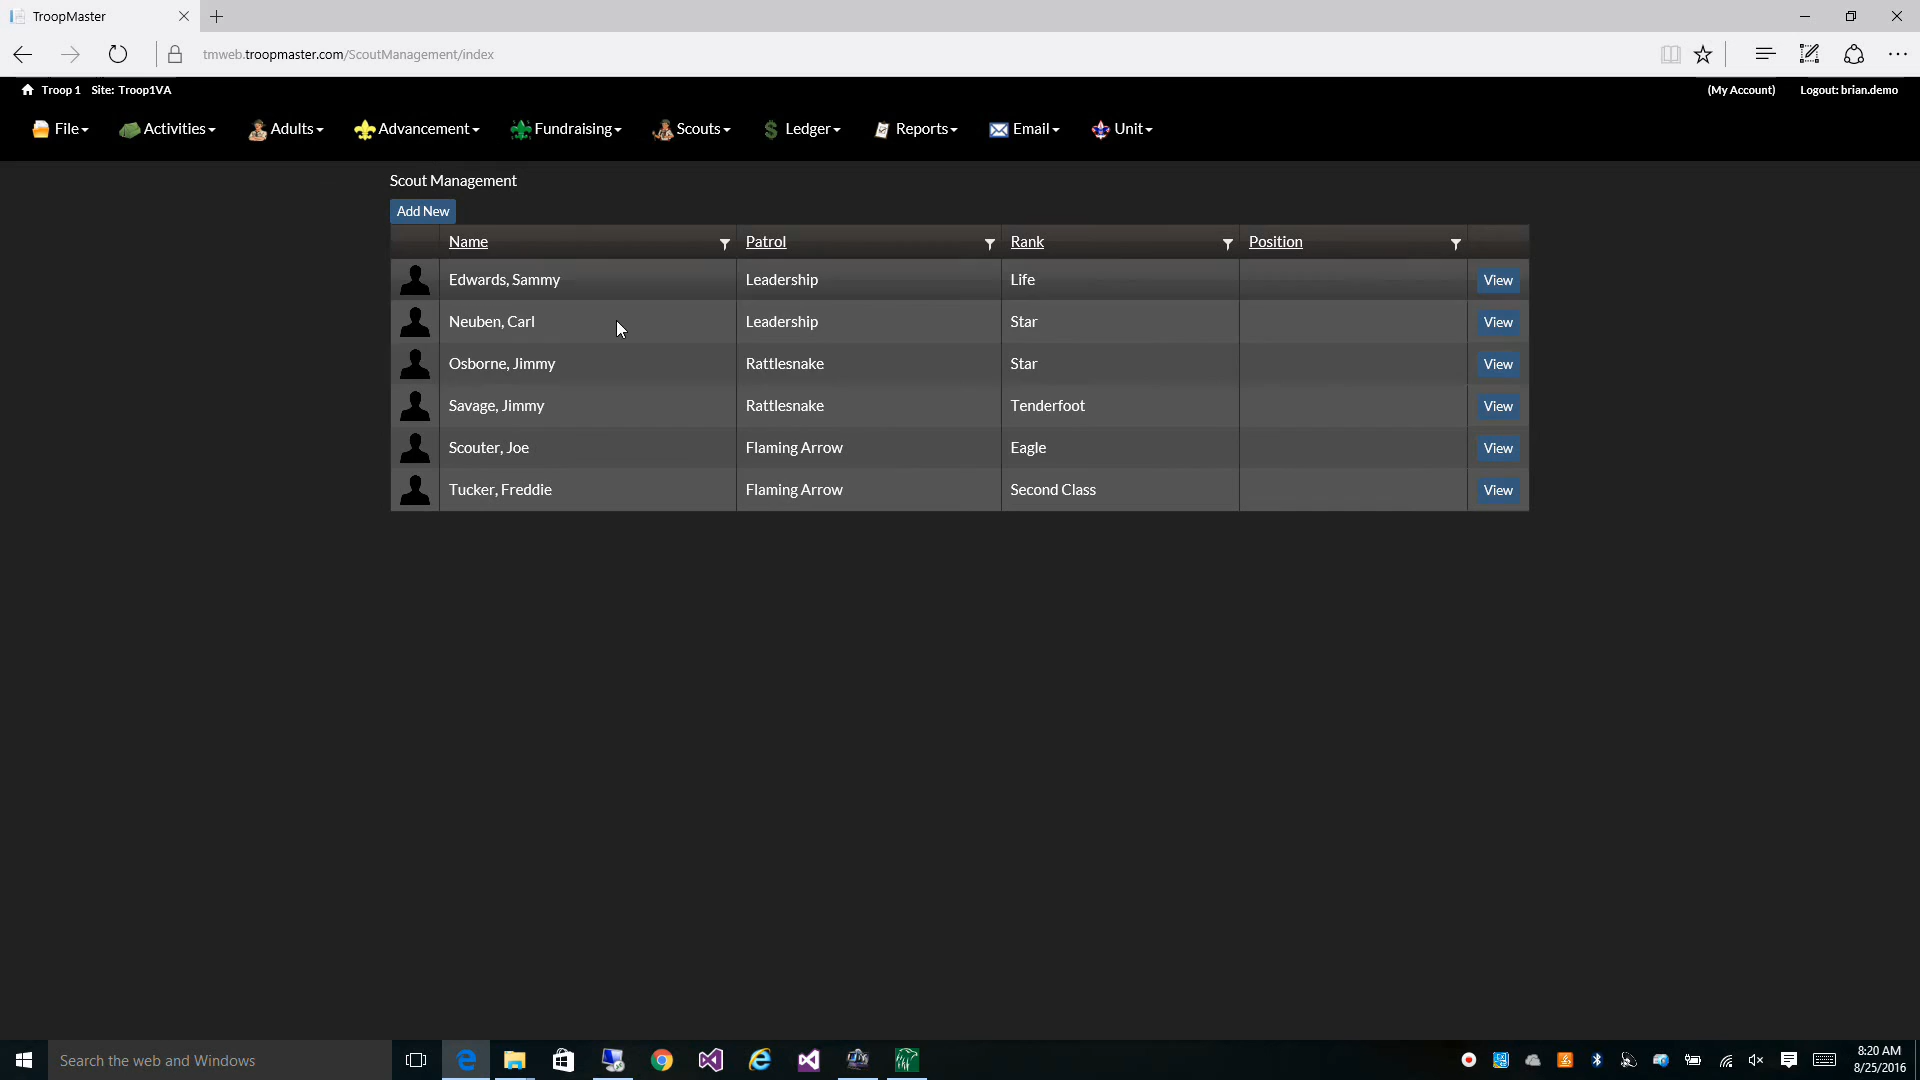 TroopMaster
tmweb.troopmaster.com/ScoutManagement/index
Troop 1 Site: Troop1VA (My Account) Logout: brian.demo
File Activities Adults Advancement Fundraising Scouts Ledger Reports Email Unit
Scout Management
Add New
Name Patrol Rank Position
Edwards, Sammy Leadership Life View
Neuben, Carl Leadership Star View
Osborne, Jimmy Rattlesnake Star View
Savage, Jimmy Rattlesnake Tenderfoot View
Scouter, Joe Flaming Arrow Eagle View
Tucker, Freddie Flaming Arrow Second Class View
Search the web and Windows
8:20 AM
8/25/2016